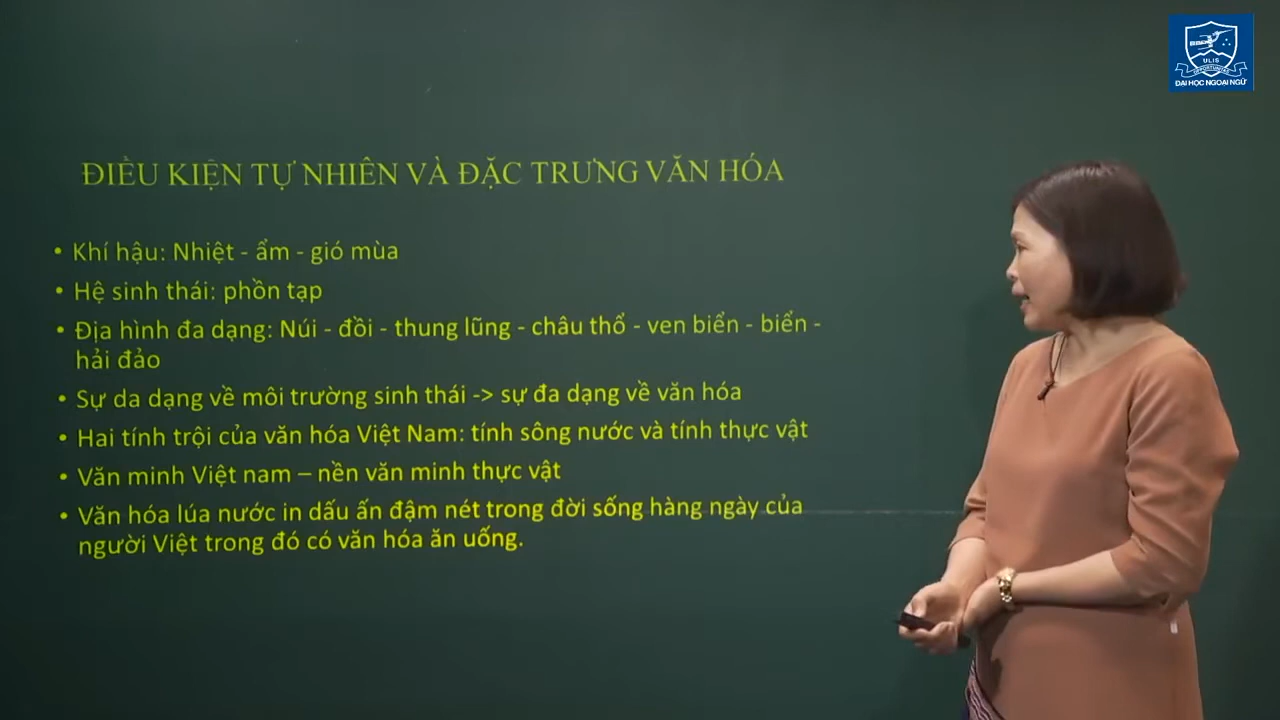 ULIS
ĐẠI HỌC NGOẠI NGỮ
ĐIỀU KIỆN TỰ NHIÊN VÀ ĐẶC TRƯNG VĂN HÓA
• Khí hậu: Nhiệt - ẩm - gió mùa
• Hệ sinh thái: phồn tạp
• Địa hình đa dạng: Núi - đồi - thung lũng - châu thổ - ven biển - biển -
hải đảo
• Sự da dạng về môi trường sinh thái -> sự đa dạng về văn hóa
• Hai tính trội của văn hóa Việt Nam: tính sông nước và tính thực vật
• Văn minh Việt nam – nền văn minh thực vật
• Văn hóa lúa nước in dấu ấn đậm nét trong đời sống hàng ngày của
người Việt trong đó có văn hóa ăn uống.